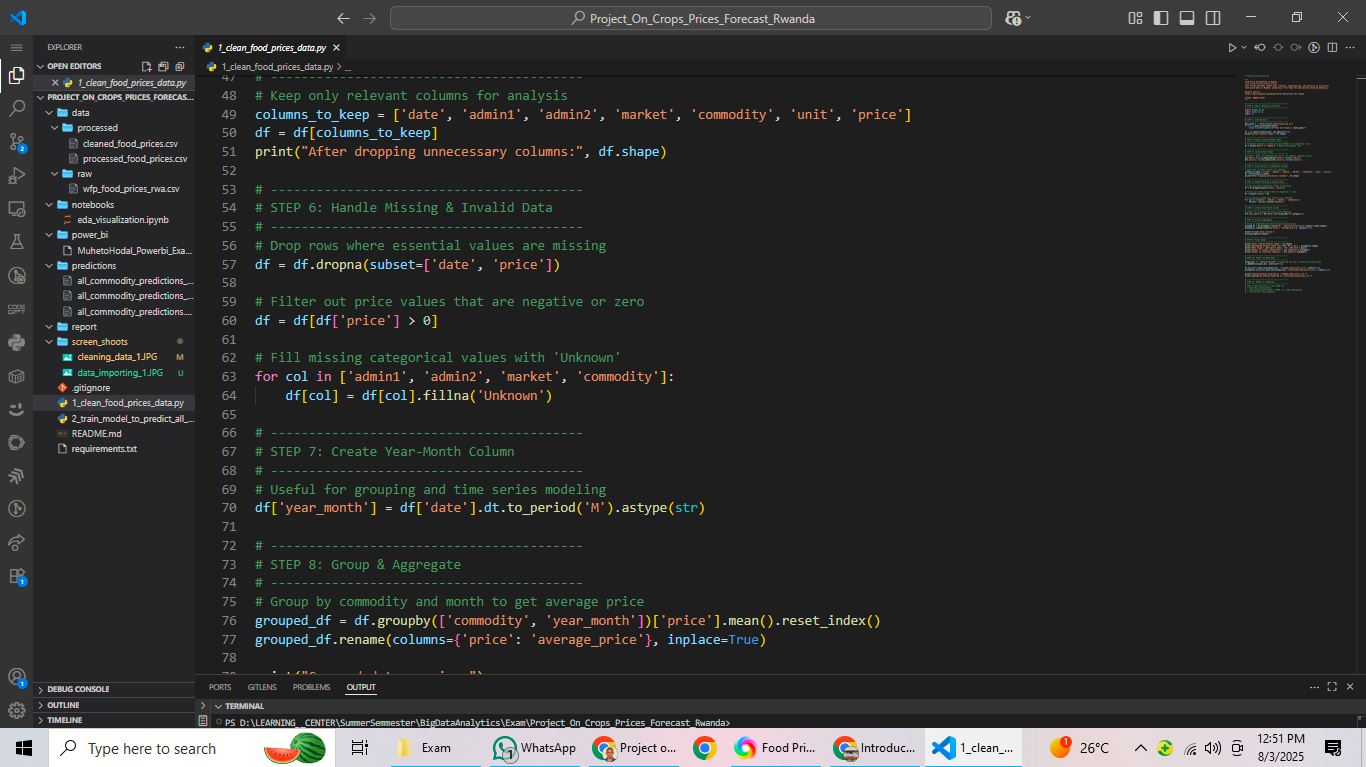 Project_On_Crops_Prices_Forecast_Rwanda
EXPLORER
OPEN EDITORS
1_clean_food_prices_data.py
PROJECT_ON_CROPS_PRICES_FORECAS...
data
processed
cleaned_food_prices.csv
processed_food_prices.csv
raw
wfp_food_prices_rwa.csv
notebooks
eda_visualization.ipynb
power_bi
MuhetoHodal_Powerbi_Exa...
predictions
all_commodity_predictions_...
all_commodity_predictions_...
all_commodity_predictions....
report
screen_shoots
cleaning_data_1.JPG M
data_importing_1.JPG U
.gitignore
1_clean_food_prices_data.py
2_train_model_to_predict_all_...
README.md
requirements.txt
DEBUG CONSOLE
OUTLINE
TIMELINE
1_clean_food_prices_data.py
1_clean_food_prices_data.py > ...
47 # -----------------------------------------
48 # Keep only relevant columns for analysis
49 columns_to_keep = ['date', 'admin1', 'admin2', 'market', 'commodity', 'unit', 'price']
50 df = df[columns_to_keep]
51 print("After dropping unnecessary columns:", df.shape)
52
53 # -----------------------------------------
54 # STEP 6: Handle Missing & Invalid Data
55 # -----------------------------------------
56 # Drop rows where essential values are missing
57 df = df.dropna(subset=['date', 'price'])
58
59 # Filter out price values that are negative or zero
60 df = df[df['price'] > 0]
61
62 # Fill missing categorical values with 'Unknown'
63 for col in ['admin1', 'admin2', 'market', 'commodity']:
64 df[col] = df[col].fillna('Unknown')
65
66 # -----------------------------------------
67 # STEP 7: Create Year-Month Column
68 # -----------------------------------------
69 # Useful for grouping and time series modeling
70 df['year_month'] = df['date'].dt.to_period('M').astype(str)
71
72 # -----------------------------------------
73 # STEP 8: Group & Aggregate
74 # -----------------------------------------
75 # Group by commodity and month to get average price
76 grouped_df = df.groupby(['commodity', 'year_month'])['price'].mean().reset_index()
77 grouped_df.rename(columns={'price': 'average_price'}, inplace=True)
78
PORTS GITLENS PROBLEMS OUTPUT
TERMINAL
PS D:\LEARNING_CENTER\SummerSemmester\BigDataAnalytics\Exam\Project_On_Crops_Prices_Forecast_Rwanda>
Type here to search
Exam
WhatsApp
Project o...
Food Pri...
Introduc...
1_clean_...
26°C
12:51 PM
8/3/2025